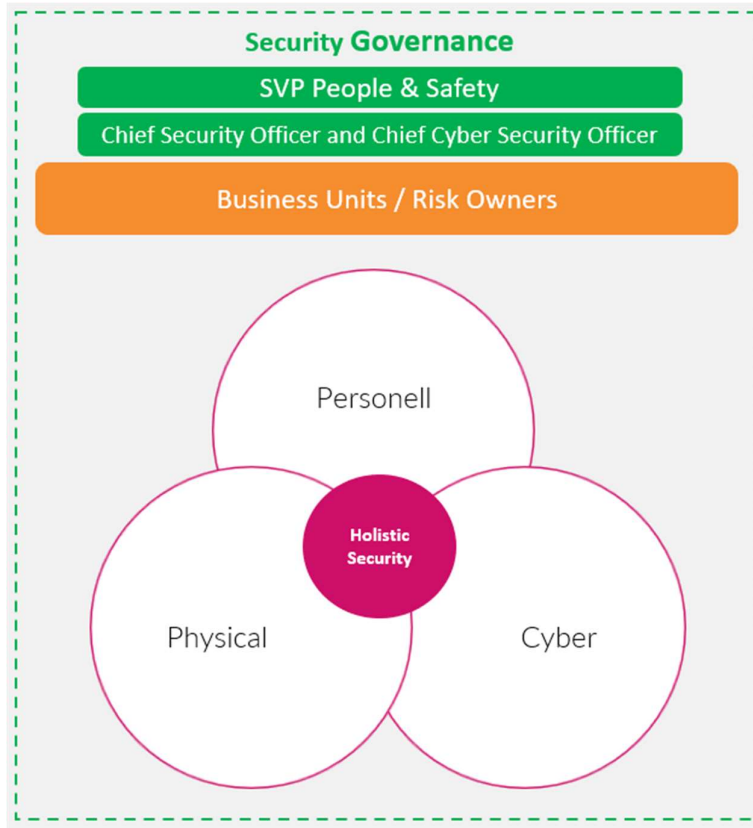 Security Governance
SVP People & Safety
Chief Security Officer and Chief Cyber Security Officer
Business Units / Risk Owners
Personell
Holistic
Security
Physical
Cyber